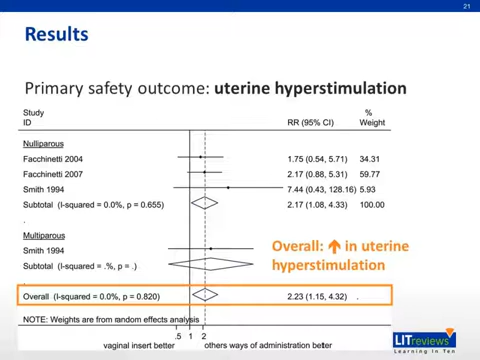 21
Results
Primary safety outcome: uterine hyperstimulation
Study
ID
RR (95% CI)
%
Weight
Nulliparous
Facchinetti 2004 1.75 (0.54, 5.71) 34.31
Facchinetti 2007 2.17 (0.88, 5.31) 59.77
Smith 1994 7.44 (0.43, 128.16) 5.93
Subtotal (I-squared = 0.0%, p = 0.655) 2.17 (1.08, 4.33) 100.00
.
Multiparous
Smith 1994
Subtotal (I-squared = .%, p = .)
.
Overall: in uterine
hyperstimulation
Overall (I-squared = 0.0%, p = 0.820) 2.23 (1.15, 4.32) .
NOTE: Weights are from random effects analysis
.5 1 2
vaginal insert better others ways of administration better
LITreviews
Learning In Ten